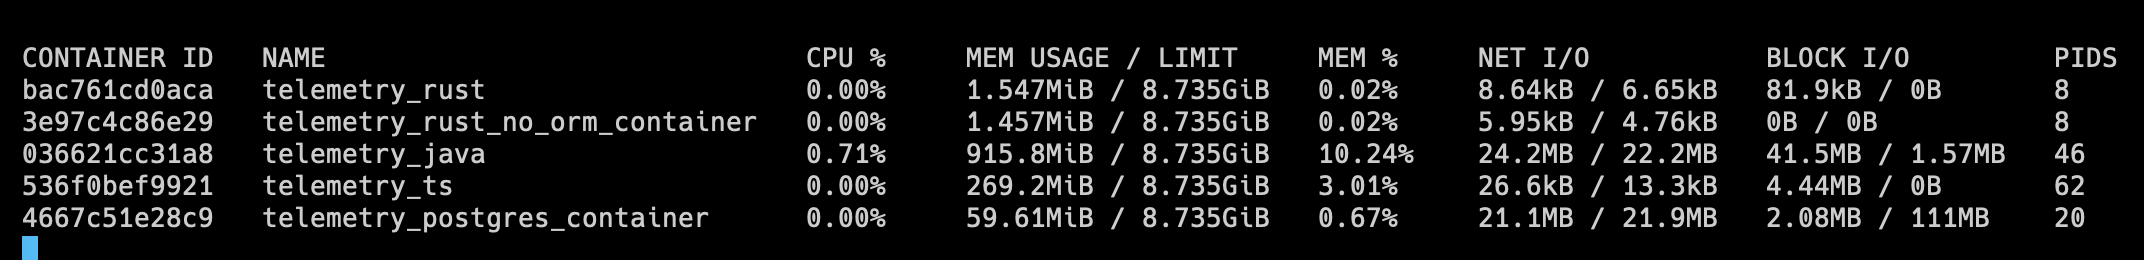 CONTAINER ID   NAME                              CPU %     MEM USAGE / LIMIT     MEM %     NET I/O           BLOCK I/O         PIDS
bac761cd0aca   telemetry_rust                    0.00%     1.547MiB / 8.735GiB   0.02%     8.64kB / 6.65kB   81.9kB / 0B       8
3e97c4c86e29   telemetry_rust_no_orm_container   0.00%     1.457MiB / 8.735GiB   0.02%     5.95kB / 4.76kB   0B / 0B           8
036621cc31a8   telemetry_java                    0.71%     915.8MiB / 8.735GiB   10.24%    24.2MB / 22.2MB   41.5MB / 1.57MB   46
536f0bef9921   telemetry_ts                      0.00%     269.2MiB / 8.735GiB   3.01%     26.6kB / 13.3kB   4.44MB / 0B       62
4667c51e28c9   telemetry_postgres_container      0.00%     59.61MiB / 8.735GiB   0.67%     21.1MB / 21.9MB   2.08MB / 111MB    20